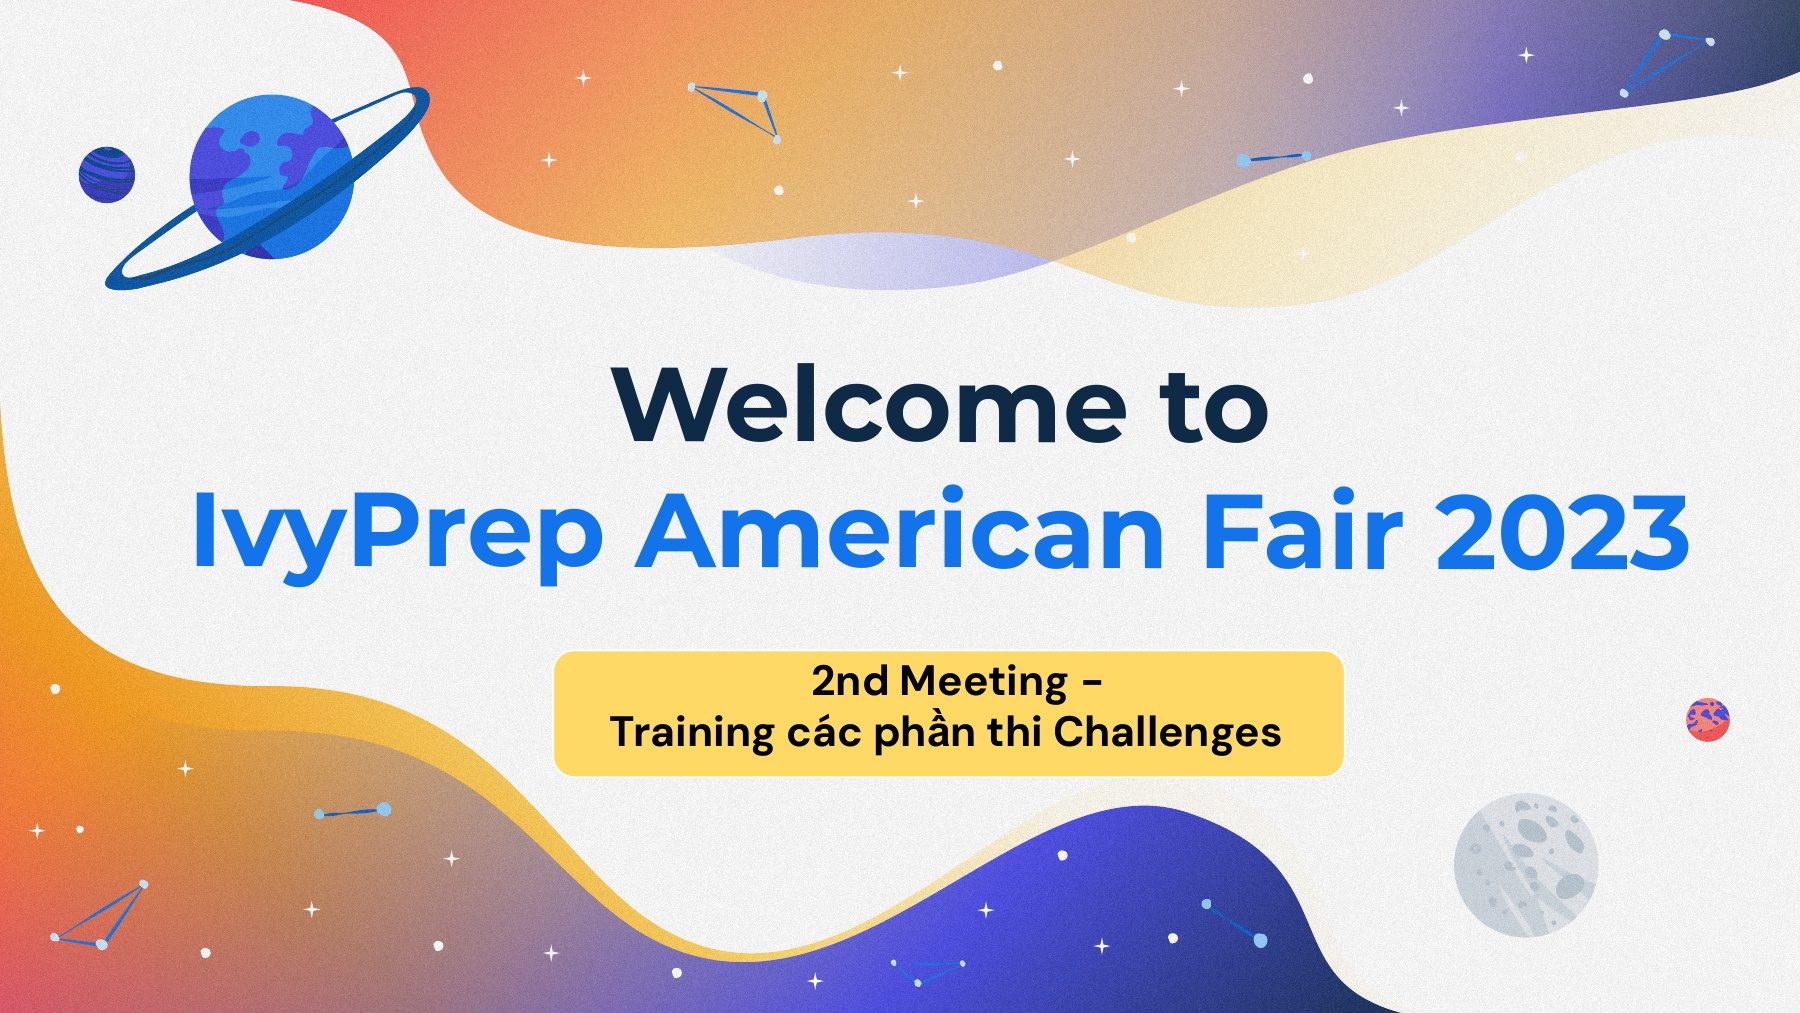 Welcome to
IvyPrep American Fair 2023
2nd Meeting –
Training các phần thi Challenges